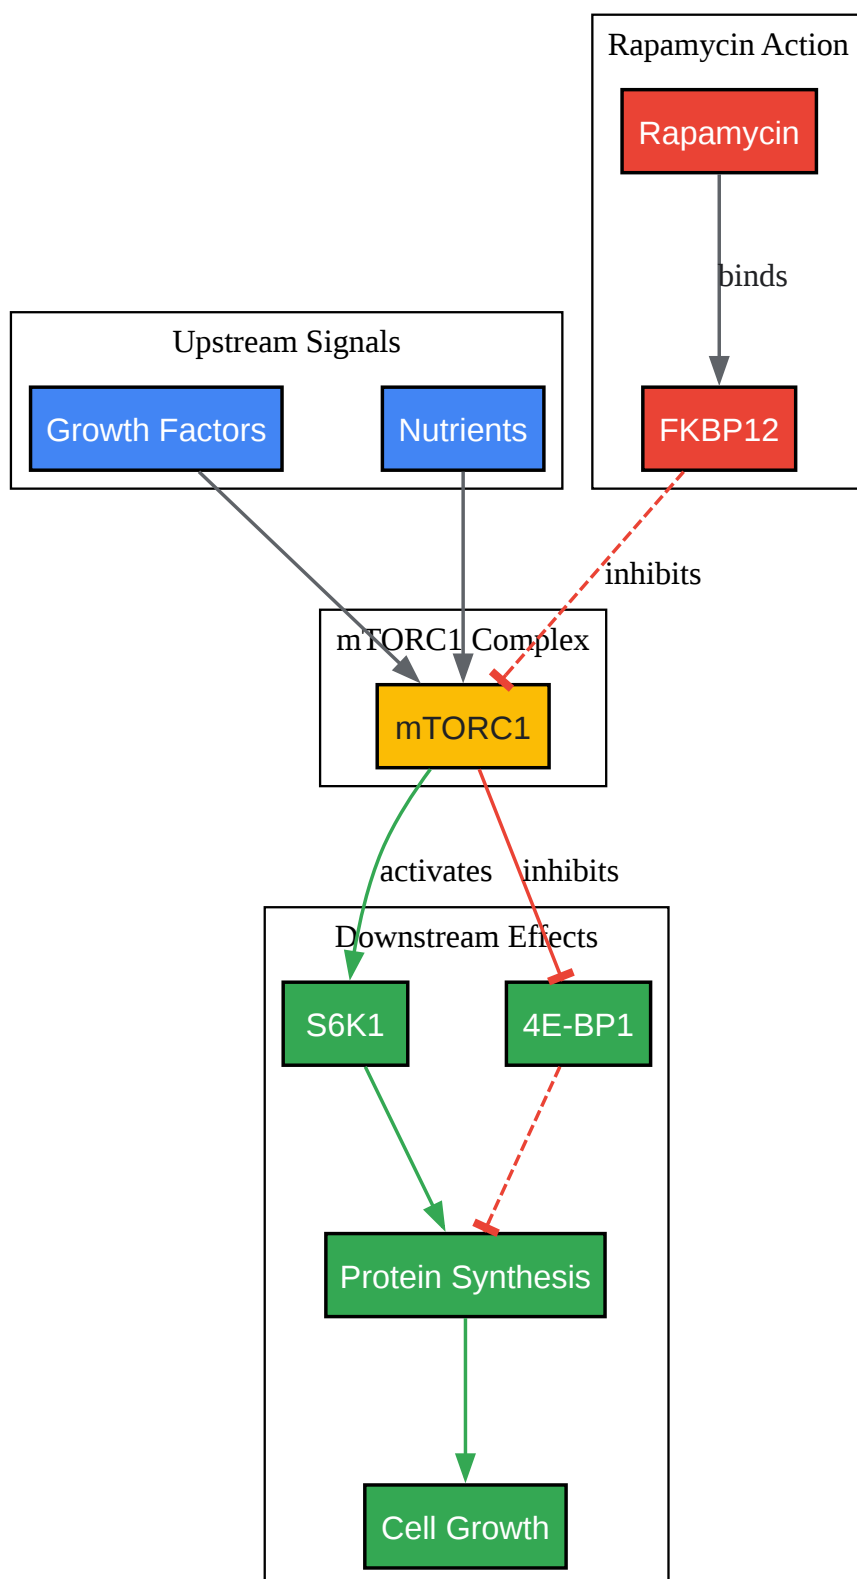 Rapamycin Action
Rapamycin
binds
Upstream Signals
Growth Factors
Nutrients
FKBP12
inhibits
mTORC1 Complex
mTORC1
activates
inhibits
Downstream Effects
S6K1
4E-BP1
Protein Synthesis
Cell Growth